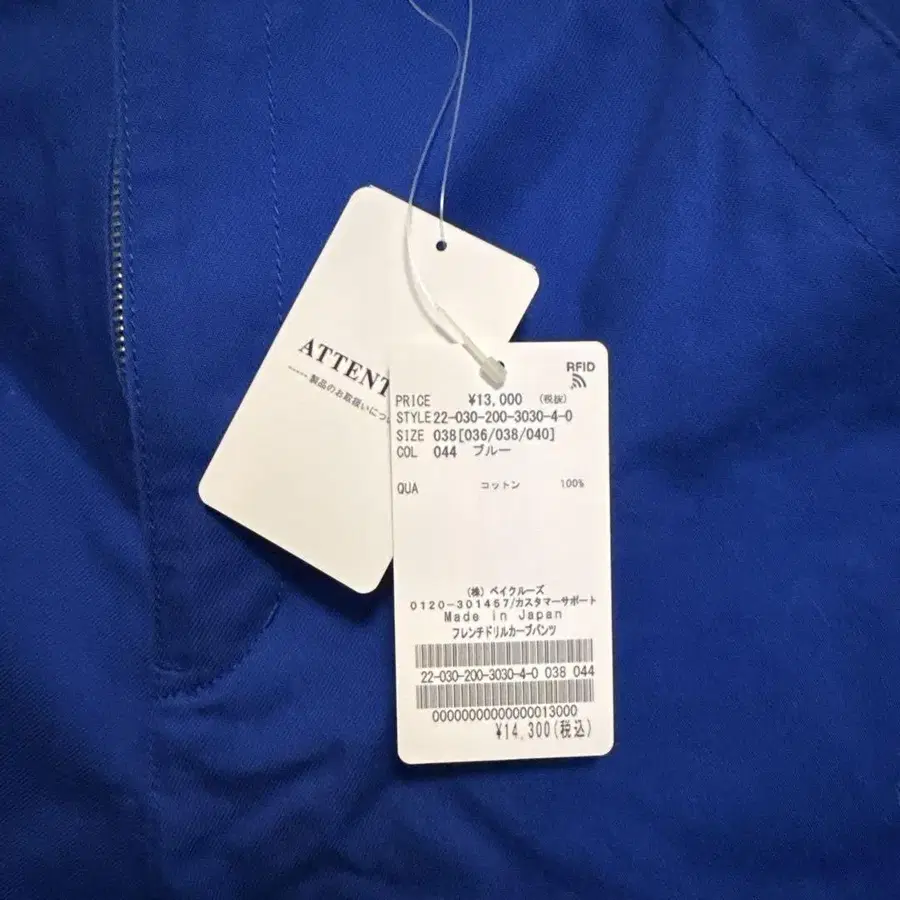 ATTENT
製品のお取扱いにつ
RFID
PRICE ¥13,000 (税抜)
STYLE 22-030-200-3030-4-0
SIZE 038[036/038/040]
COL 044 ブルー
QUA コットン 100%
(株) ベイクルーズ
0120-301457/カスタマーサポート
Made in Japan
フレンチドリルカーブパンツ
22-030-200-3030-4-0 038 044
00000000000000013000
¥14,300(税込)